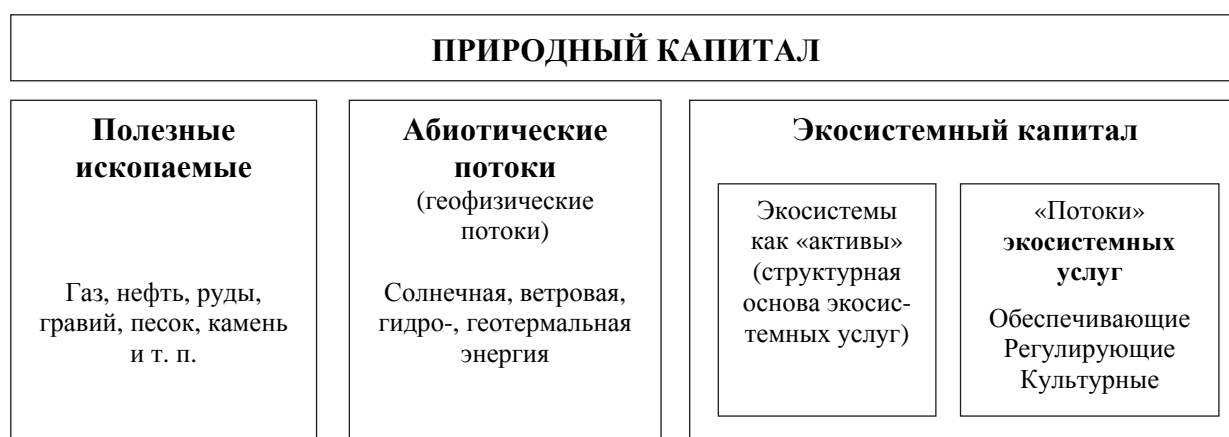 ПРИРОДНЫЙ КАПИТАЛ
Полезные
ископаемые
Газ, нефть, руды,
гравий, песок, камень
и т. п.
Абиотические
потоки
(геофизические
потоки)
Солнечная, ветровая,
гидро-, геотермальная
энергия
Экосистемный капитал
Экосистемы
как «активы»
(структурная
основа экосис-
темных услуг)
«Потоки»
экосистемных
услуг
Обеспечивающие
Регулирующие
Культурные